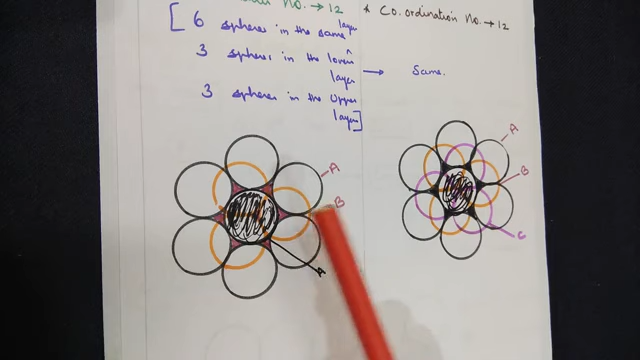 No. → 12
* Co.ordination No. → 12
[ 6 spheres in the same layer
3 spheres in the lower layer → Same.
3 spheres in the upper layer ]
A
B
A
A
B
C